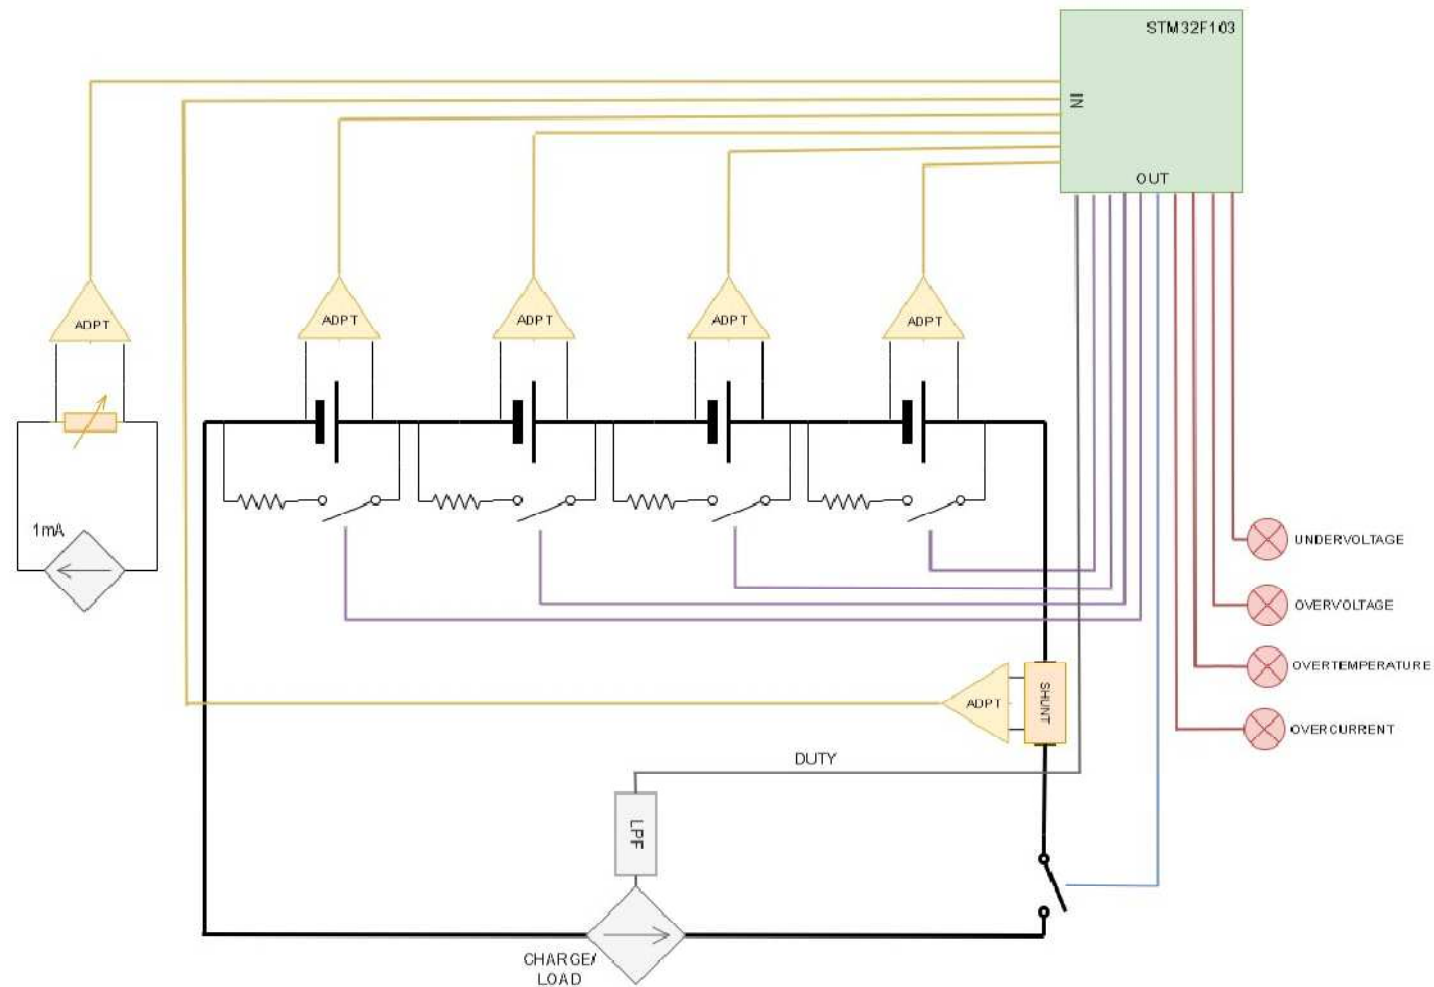 STM32F103
IN
OUT
ADPT
ADPT
ADPT
ADPT
ADPT
1mA
UNDERVOLTAGE
OVERVOLTAGE
OVERTEMPERATURE
OVERCURRENT
ADPT
SHUNT
DUTY
LPF
CHARGE/
LOAD